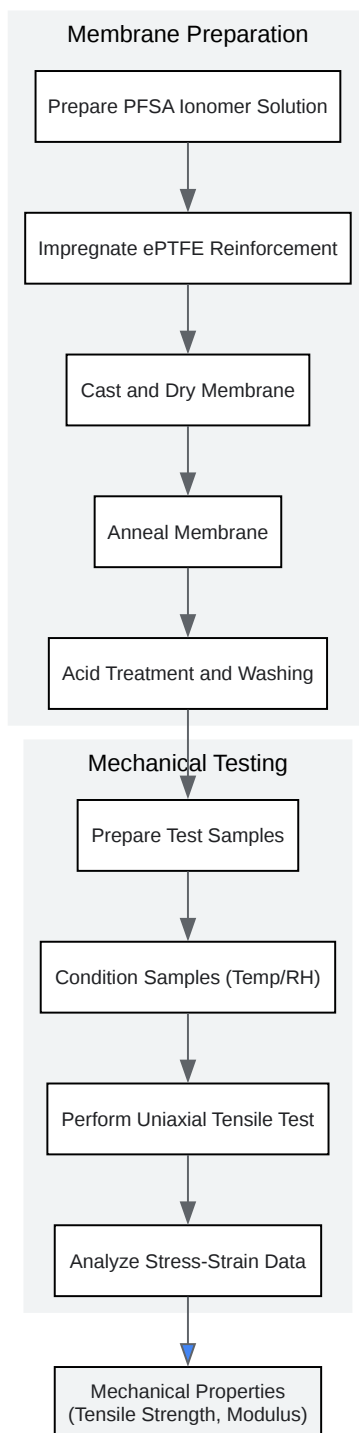 Membrane Preparation
Prepare PFSA Ionomer Solution
Impregnate ePTFE Reinforcement
Cast and Dry Membrane
Anneal Membrane
Acid Treatment and Washing
Mechanical Testing
Prepare Test Samples
Condition Samples (Temp/RH)
Perform Uniaxial Tensile Test
Analyze Stress-Strain Data
Mechanical Properties
(Tensile Strength, Modulus)